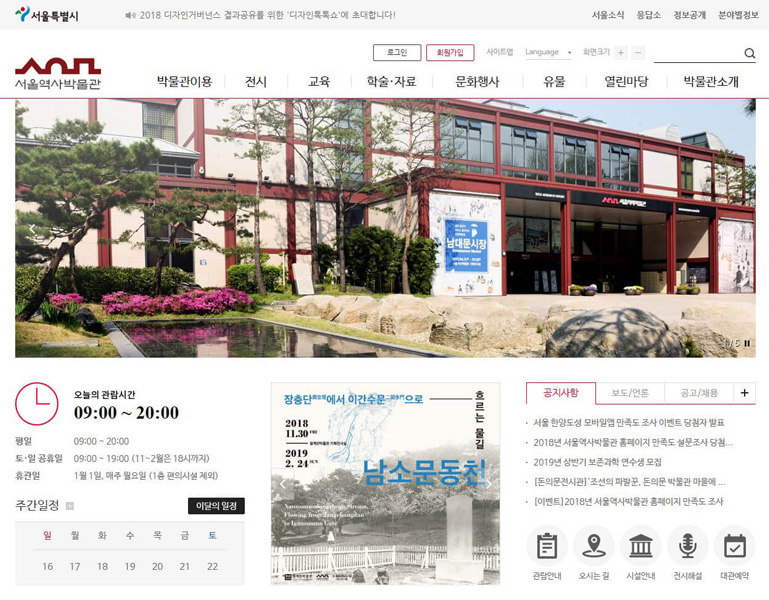 서울특별시
2018 디자인거버넌스 결과공유를 위한 '디자인톡톡쇼'에 초대합니다!
서울소식 응답소 정보공개 분야별정보
로그인 회원가입 사이트맵 Language 화면크기 + −
서울역사박물관
박물관이용 전시 교육 학술·자료 문화행사 유물 열린마당 박물관소개
서울역사박물관
남대문시장
1 / 5
오늘의 관람시간
09:00 ~ 20:00
평일 09:00 ~ 20:00
토·일 공휴일 09:00 ~ 19:00 (11~2월은 18시까지)
휴관일 1월 1일, 매주 월요일 (1층 편의시설 제외)
주간일정 +
이달의 일정
일 월 화 수 목 금 토
16 17 18 19 20 21 22
장충단에서 이간수문으로
흐르는 물길
2018
11.30 FRI
2019
2. 24 SUN
남소문동천
Namsomundongcheon Stream,
Flowing from Jangchungdan
to Igansumun Gate
공지사항 보도/언론 공고/채용 +
서울 한양도성 모바일앱 만족도 조사 이벤트 당첨자 발표
2018년 서울역사박물관 홈페이지 만족도 설문조사 당첨...
2019년 상반기 보존과학 연수생 모집
[돈의문전시관] '조선의 파발꾼, 돈의문 박물관 마을에 ...
[이벤트]2018년 서울역사박물관 홈페이지 만족도 조사
관람안내 오시는 길 시설안내 전시해설 대관예약